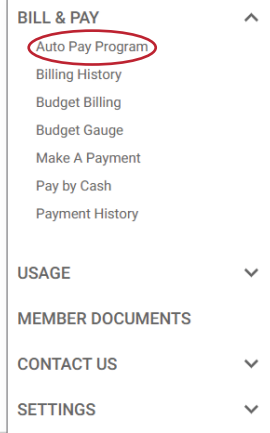 BILL & PAY
Auto Pay Program
Billing History
Budget Billing
Budget Gauge
Make A Payment
Pay by Cash
Payment History
USAGE
MEMBER DOCUMENTS
CONTACT US
SETTINGS